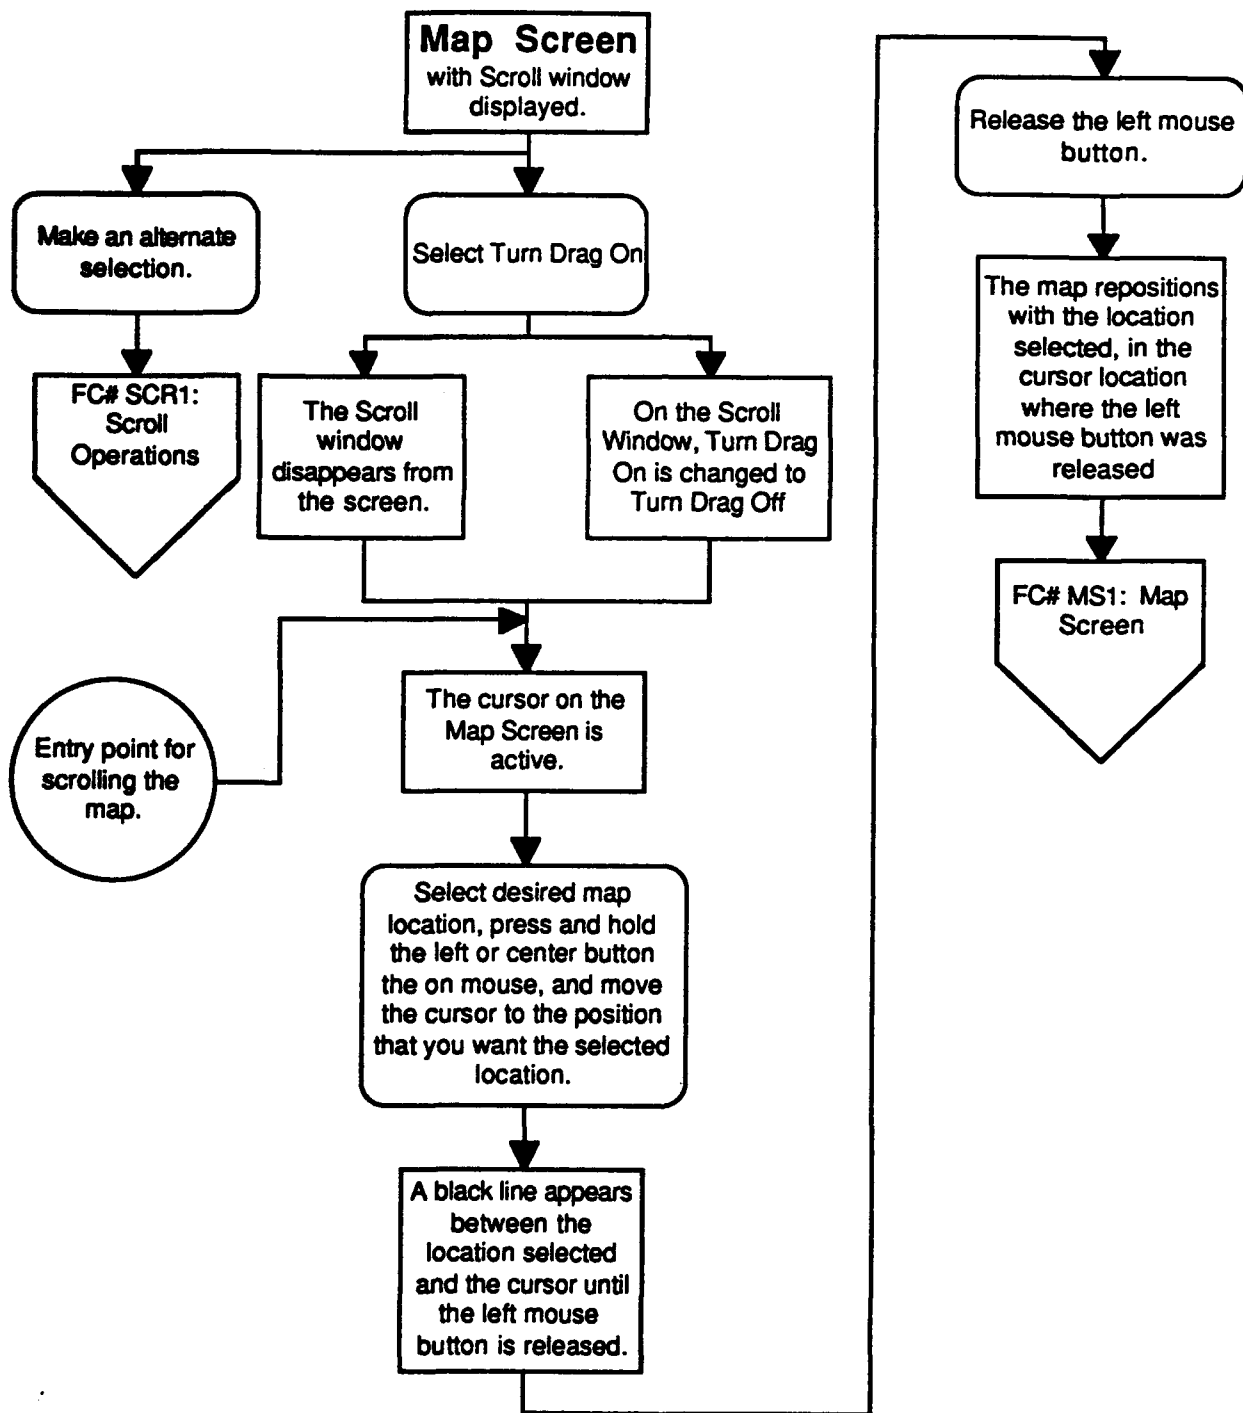 Map Screen
with Scroll window
displayed.
Make an alternate
selection.
Select Turn Drag On
FC# SCR1:
Scroll
Operations
The Scroll
window
disappears from
the screen.
On the Scroll
Window, Turn Drag
On is changed to
Turn Drag Off
Entry point for
scrolling the
map.
The cursor on the
Map Screen is
active.
Select desired map
location, press and hold
the left or center button
the on mouse, and move
the cursor to the position
that you want the selected
location.
A black line appears
between the
location selected
and the cursor until
the left mouse
button is released.
Release the left mouse
button.
The map repositions
with the location
selected, in the
cursor location
where the left
mouse button was
released
FC# MS1: Map
Screen